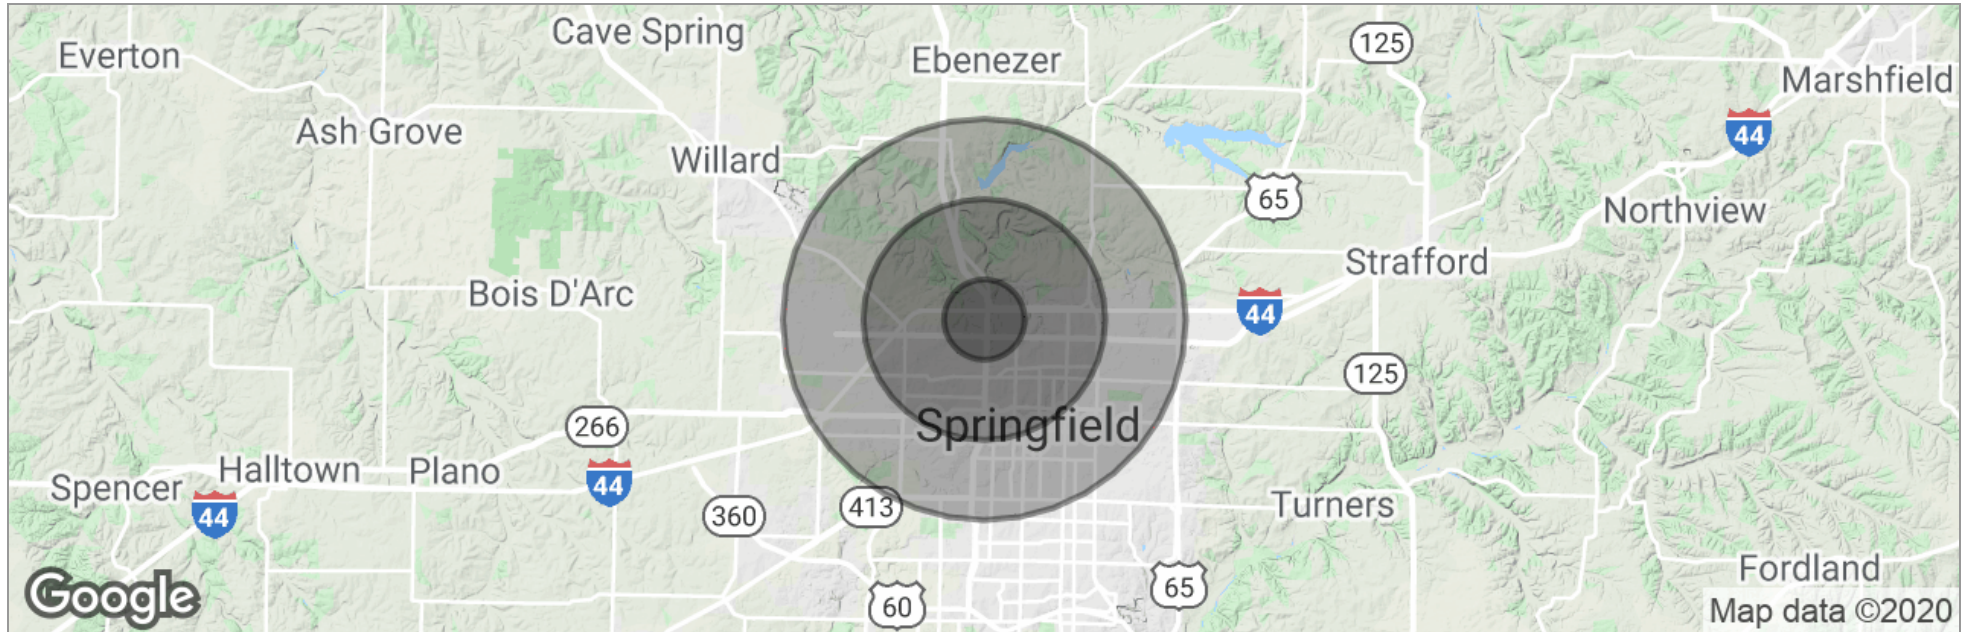 Cave Spring
125
Everton
Ebenezer
Marshfield
Ash Grove
44
Willard
65
Northview
Strafford
Bois D'Arc
44
125
266
Springfield
Halltown
Plano
Spencer
44
44
413
360
Turners
Fordland
65
Google
60
Map data ©2020